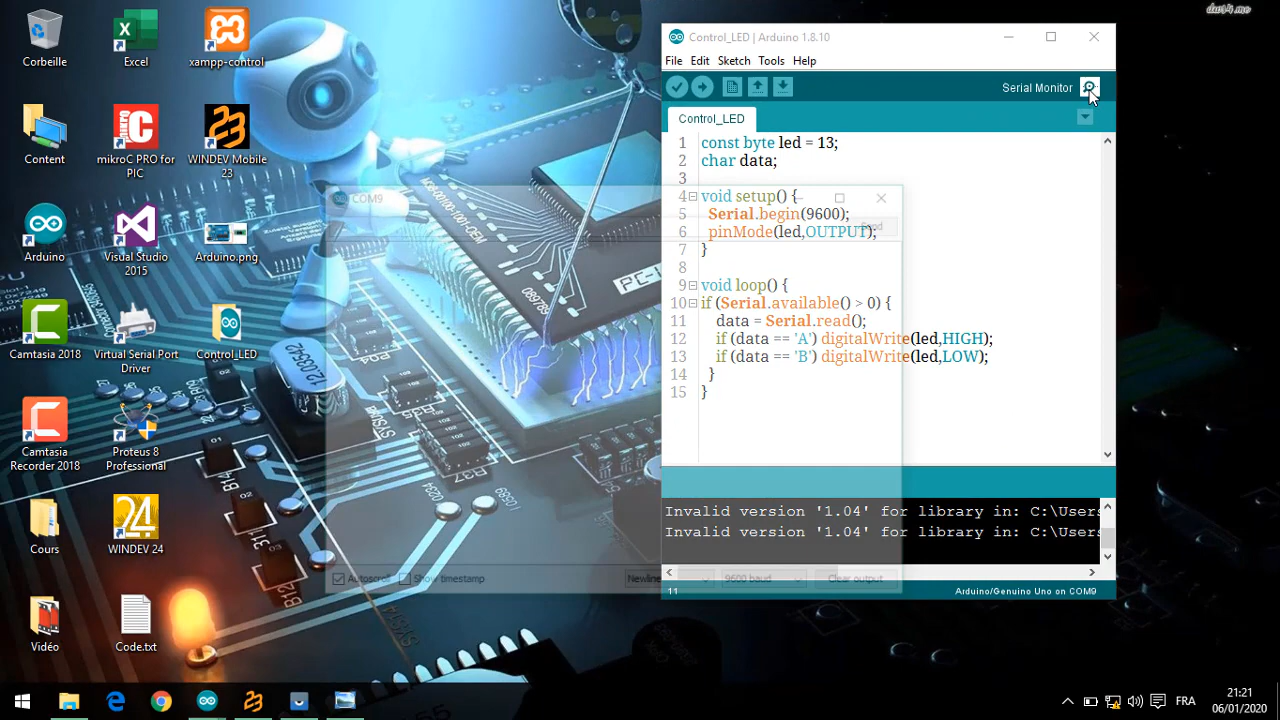 dws4.me
Corbeille
Excel
xampp-control
Content
mikroC PRO for
PIC
WINDEV Mobile
23
Arduino
Visual Studio
2015
Arduino.png
Camtasia 2018
Virtual Serial Port
Driver
Control_LED
Camtasia
Recorder 2018
Proteus 8
Professional
Cours
WINDEV 24
Vidéo
Code.txt
Control_LED | Arduino 1.8.10
File Edit Sketch Tools Help
Serial Monitor
Control_LED
1 const byte led = 13;
2 char data;
3
4 void setup() {
5 Serial.begin(9600);
6 pinMode(led,OUTPUT);
7 }
8
9 void loop() {
10 if (Serial.available() > 0) {
11 data = Serial.read();
12 if (data == 'A') digitalWrite(led,HIGH);
13 if (data == 'B') digitalWrite(led,LOW);
14 }
15 }
COM9
Send
Autoscroll Show timestamp
Newline
9600 baud
Clear output
Invalid version '1.04' for library in: C:\Users
Invalid version '1.04' for library in: C:\Users
11
Arduino/Genuino Uno on COM9
FRA
21:21
06/01/2020